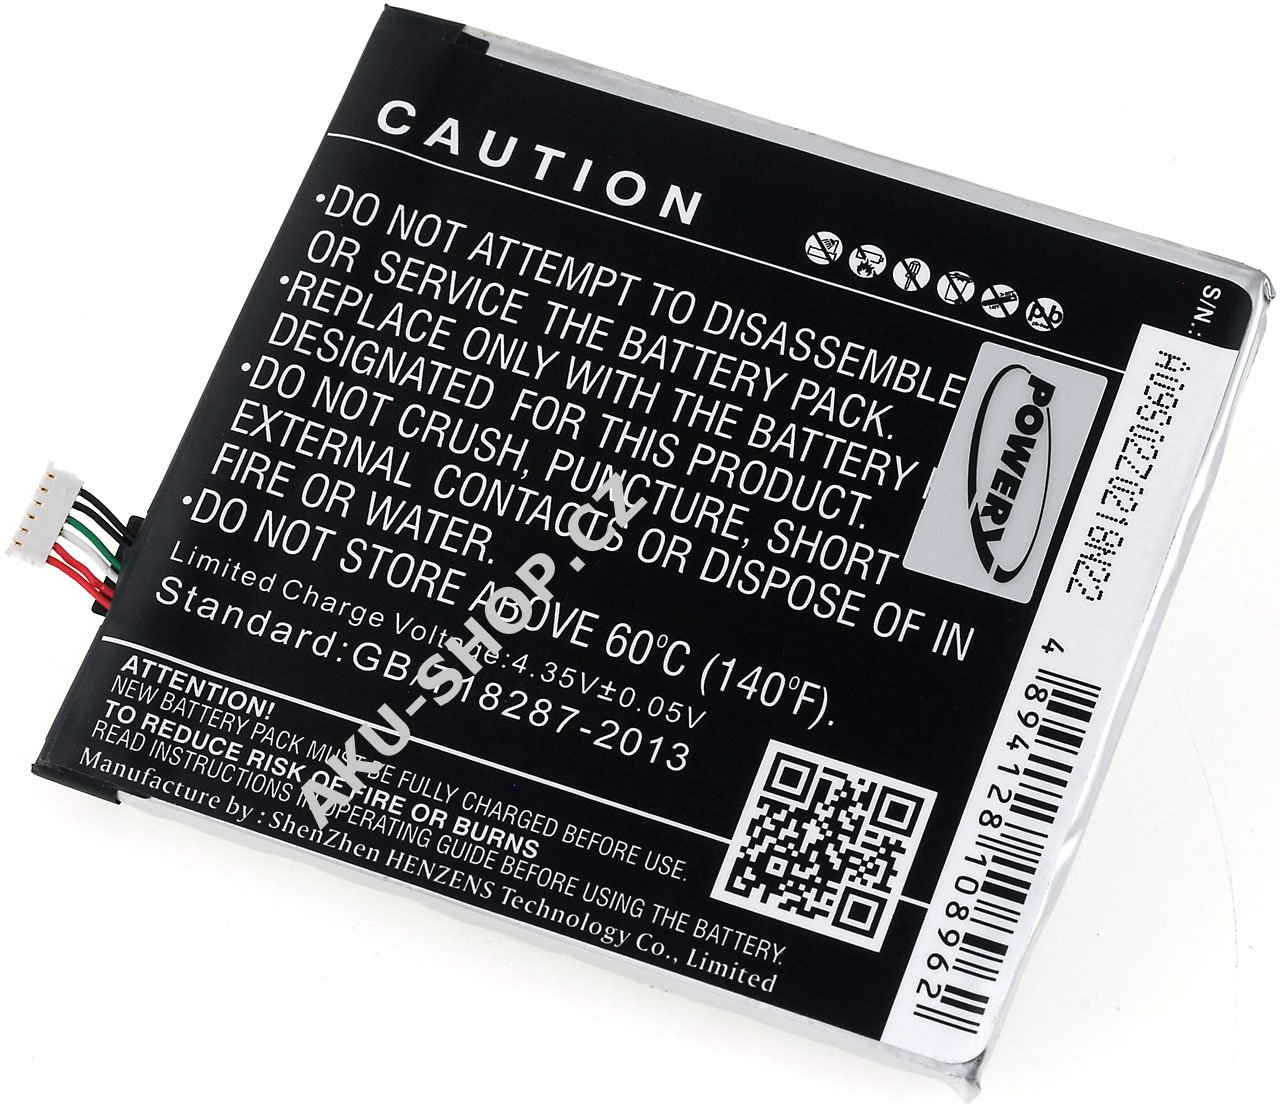 CAUTION
•DO NOT ATTEMPT TO DISASSEMBLE
OR SERVICE THE BATTERY PACK.
•REPLACE ONLY WITH THE BATTERY
DESIGNATED FOR THIS PRODUCT.
•DO NOT CRUSH, PUNCTURE, SHORT
EXTERNAL CONTACTS OR DISPOSE OF IN
FIRE OR WATER.
•DO NOT STORE ABOVE 60°C (140°F).
Limited Charge Voltage:4.35V±0.05V
Standard:GB 18287-2013
ATTENTION!
NEW BATTERY PACK MUST BE FULLY CHARGED BEFORE USE.
TO REDUCE RISK OF FIRE OR BURNS
READ INSTRUCTIONS IN OPERATING GUIDE BEFORE USING THE BATTERY.
Manufacture by: ShenZhen HENZENS Technology Co., Limited
POWERY
S/N.:
4 894128 108962
AKU-SHOP.CZ